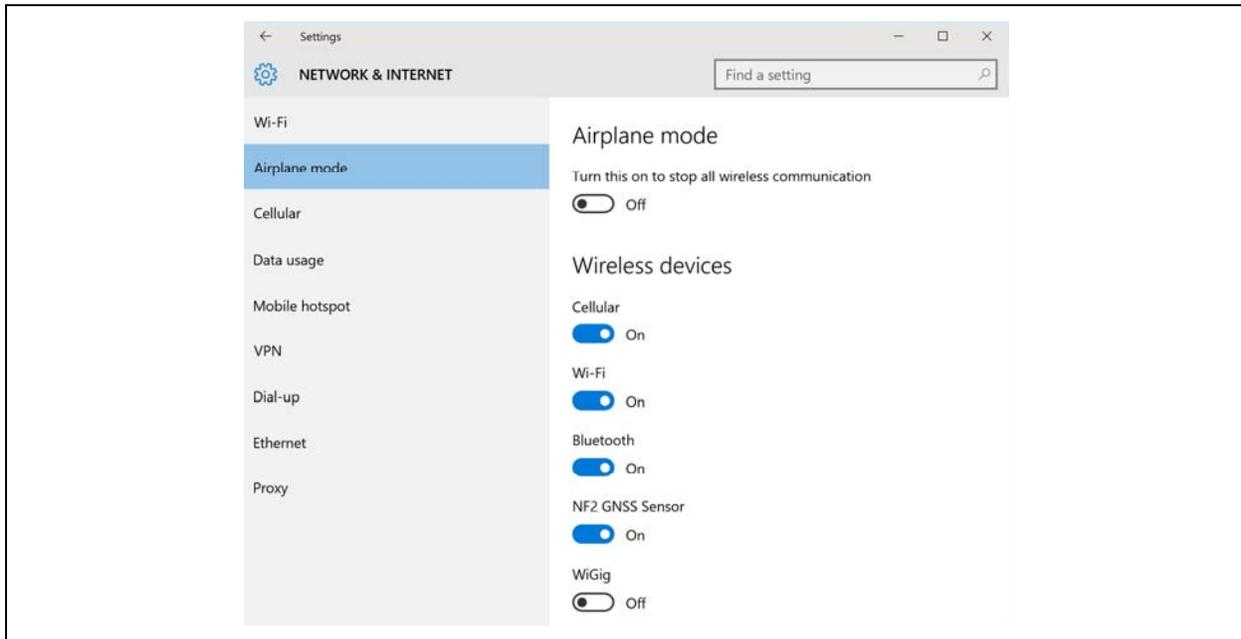 Settings
NETWORK & INTERNET
Find a setting
Wi-Fi
Airplane mode
Cellular
Data usage
Mobile hotspot
VPN
Dial-up
Ethernet
Proxy
Airplane mode
Turn this on to stop all wireless communication
Off
Wireless devices
Cellular
On
Wi-Fi
On
Bluetooth
On
NF2 GNSS Sensor
On
WiGig
Off